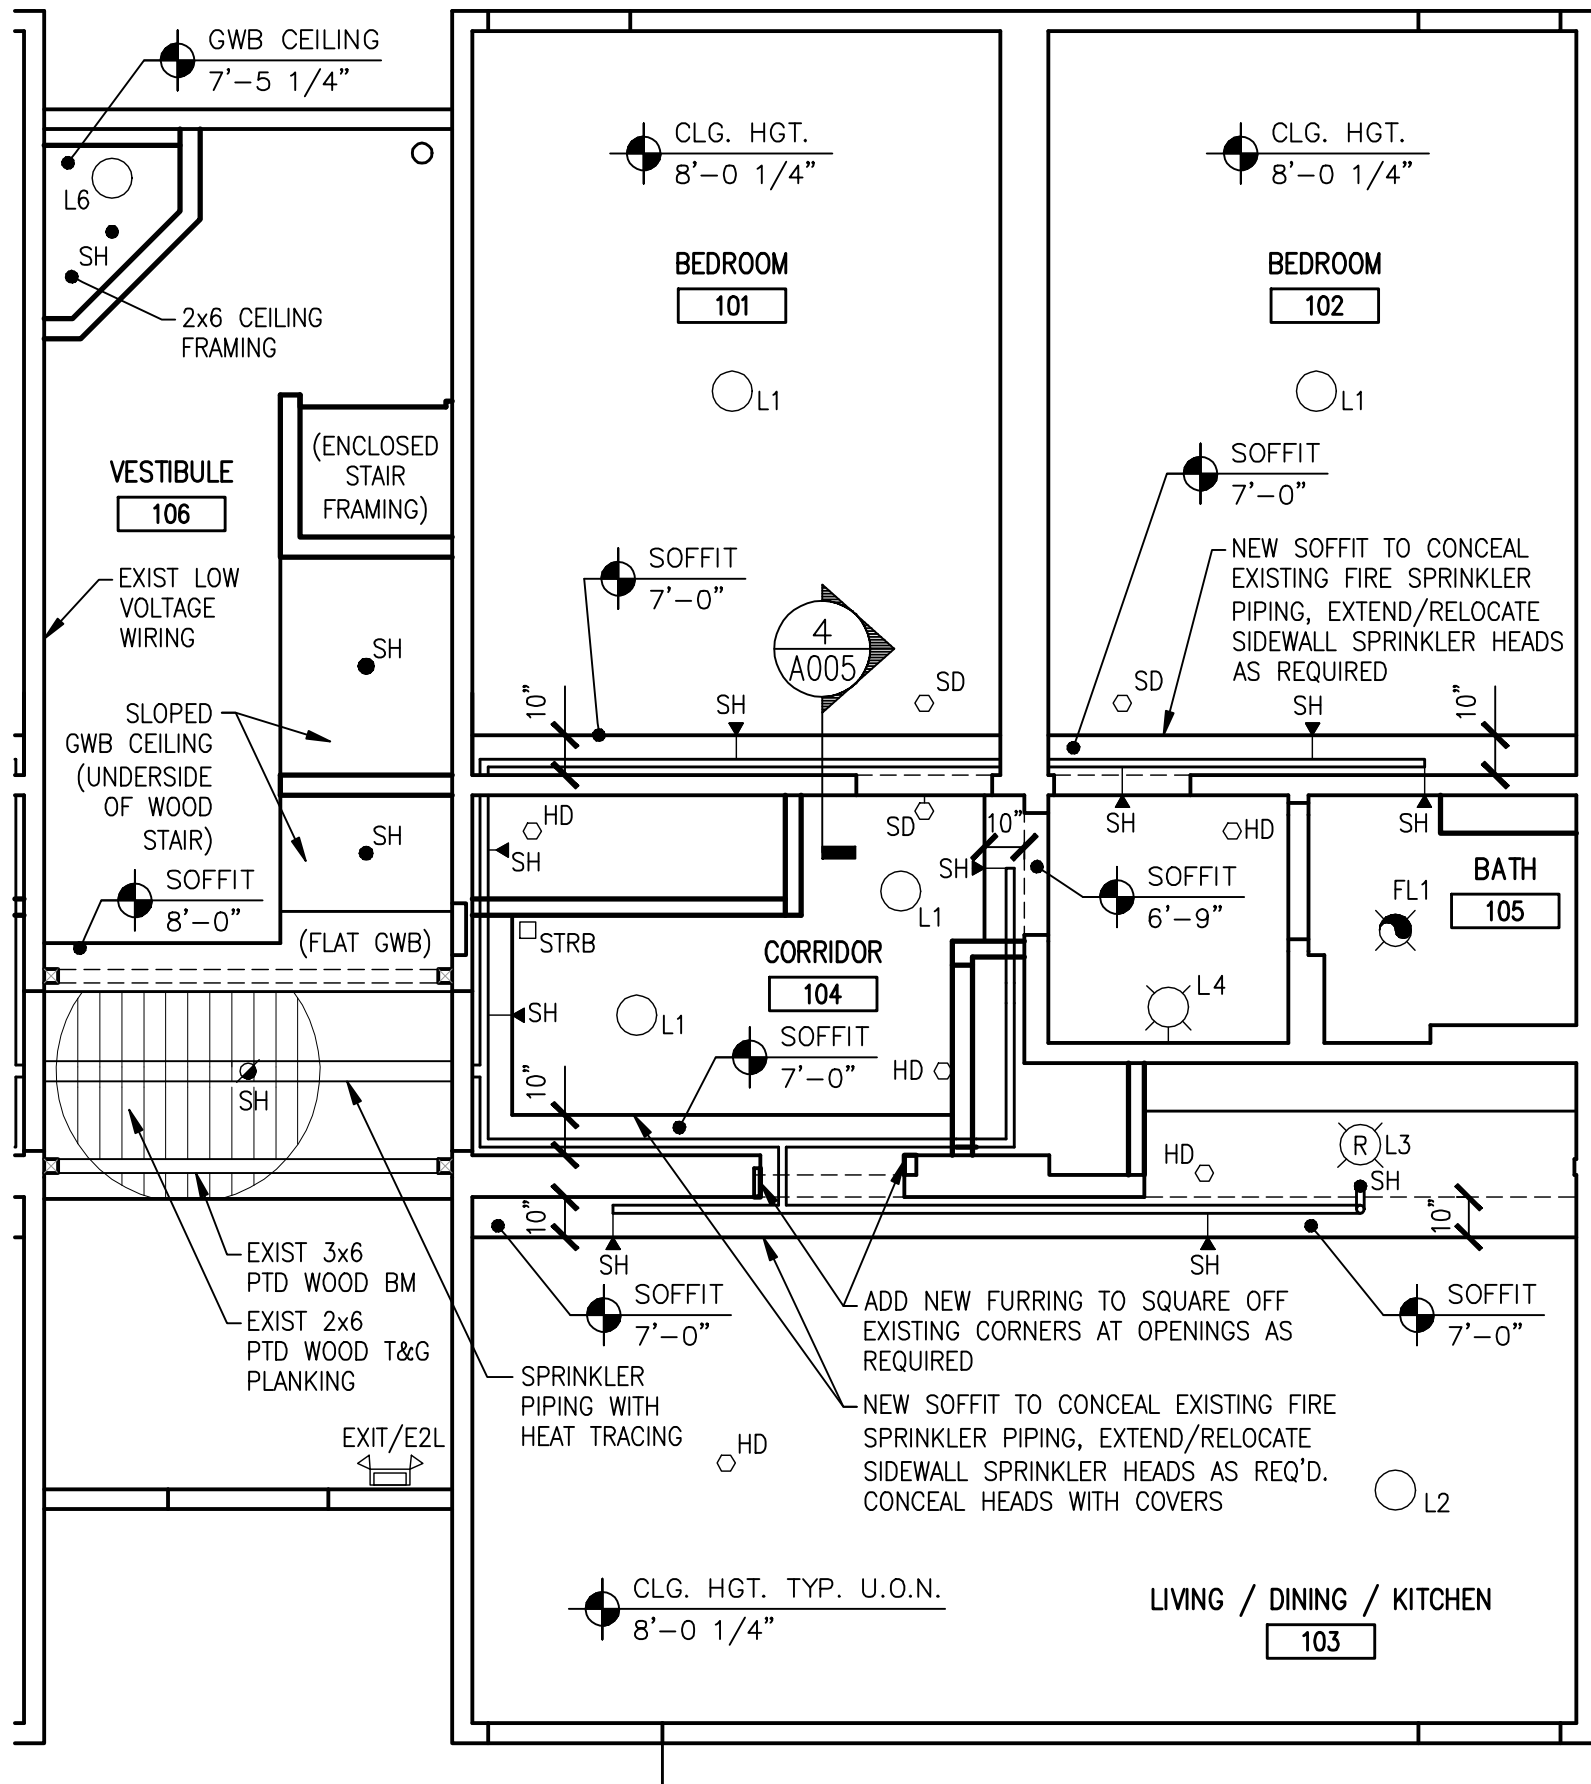 GWB CEILING
7'-5 1/4"
L6
SH
2x6 CEILING
FRAMING
(ENCLOSED
STAIR
FRAMING)
VESTIBULE
106
EXIST LOW
VOLTAGE
WIRING
SH
SLOPED
GWB CEILING
(UNDERSIDE
OF WOOD
STAIR)
SH
SOFFIT
8'-0"
(FLAT GWB)
SH
EXIST 3x6
PTD WOOD BM
EXIST 2x6
PTD WOOD T&G
PLANKING
SPRINKLER
PIPING WITH
HEAT TRACING
EXIT/E2L
CLG. HGT.
8'-0 1/4"
BEDROOM
101
L1
SOFFIT
7'-0"
4
A005
10"
SH
SD
CLG. HGT.
8'-0 1/4"
BEDROOM
102
L1
SOFFIT
7'-0"
NEW SOFFIT TO CONCEAL
EXISTING FIRE SPRINKLER
PIPING, EXTEND/RELOCATE
SIDEWALL SPRINKLER HEADS
AS REQUIRED
SD
SH
10"
HD
SH
SD
10"
SH
L1
STRB
CORRIDOR
104
SH
L1
SOFFIT
7'-0"
HD
10"
SH
HD
SH
SOFFIT
6'-9"
L4
BATH
105
FL1
HD
R
L3
SH
10"
10"
SH
SH
SOFFIT
7'-0"
SOFFIT
7'-0"
ADD NEW FURRING TO SQUARE OFF
EXISTING CORNERS AT OPENINGS AS
REQUIRED
NEW SOFFIT TO CONCEAL EXISTING FIRE
SPRINKLER PIPING, EXTEND/RELOCATE
SIDEWALL SPRINKLER HEADS AS REQ'D.
CONCEAL HEADS WITH COVERS
HD
L2
CLG. HGT. TYP. U.O.N.
8'-0 1/4"
LIVING / DINING / KITCHEN
103